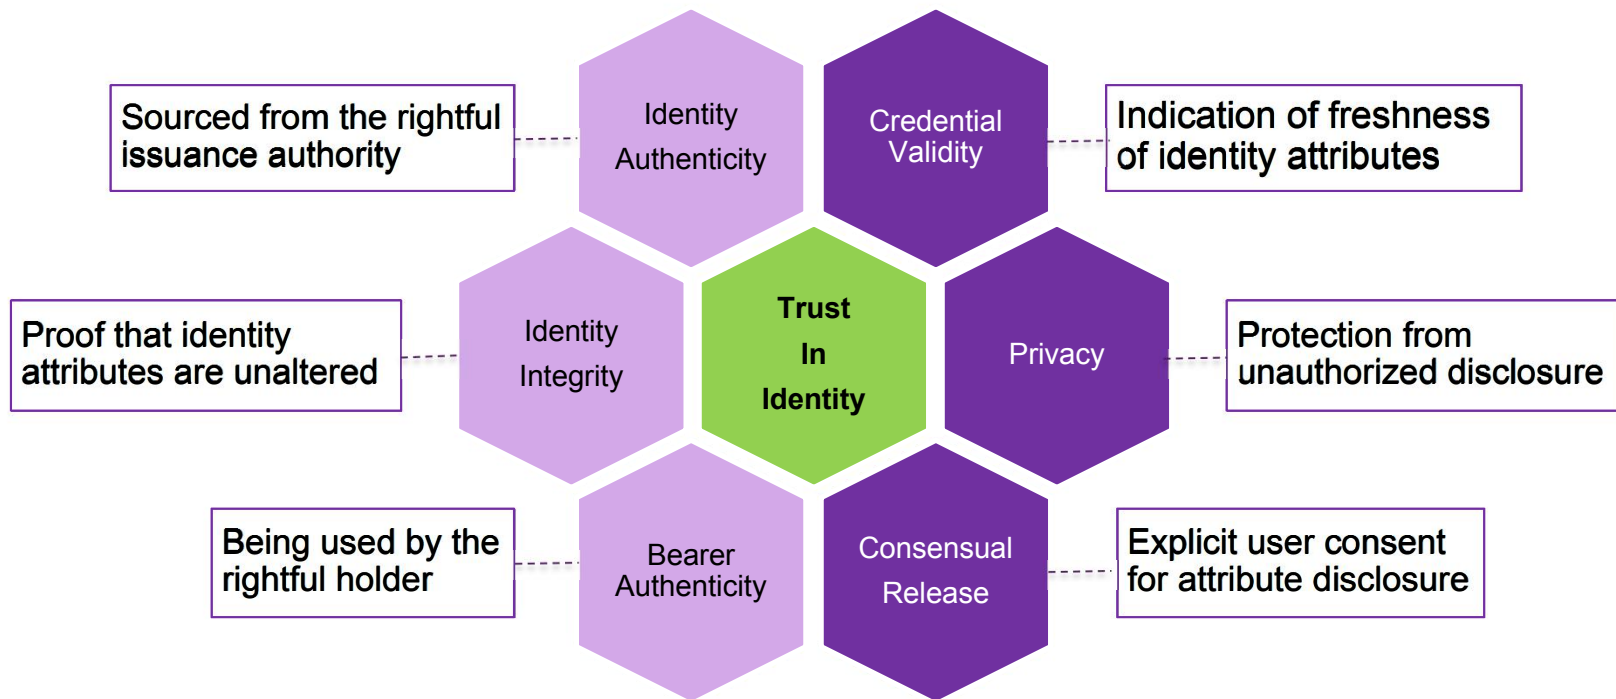 Sourced from the rightful
issuance authority
Identity
Authenticity
Credential
Validity
Indication of freshness
of identity attributes
Proof that identity
attributes are unaltered
Identity
Integrity
Trust
In
Identity
Privacy
Protection from
unauthorized disclosure
Being used by the
rightful holder
Bearer
Authenticity
Consensual
Release
Explicit user consent
for attribute disclosure